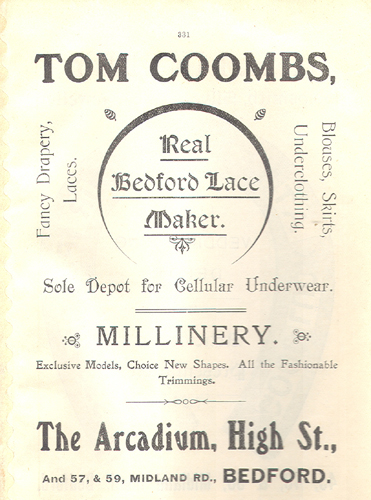 331
TOM COOMBS,
Fancy Drapery,
Laces.
Real
Bedford Lace
Maker.
Blouses, Skirts,
Underclothing.
Sole Depot for Cellular Underwear.
MILLINERY.
Exclusive Models, Choice New Shapes. All the Fashionable
Trimmings.
The Arcadium, High St.,
And 57, & 59, MIDLAND RD., BEDFORD.